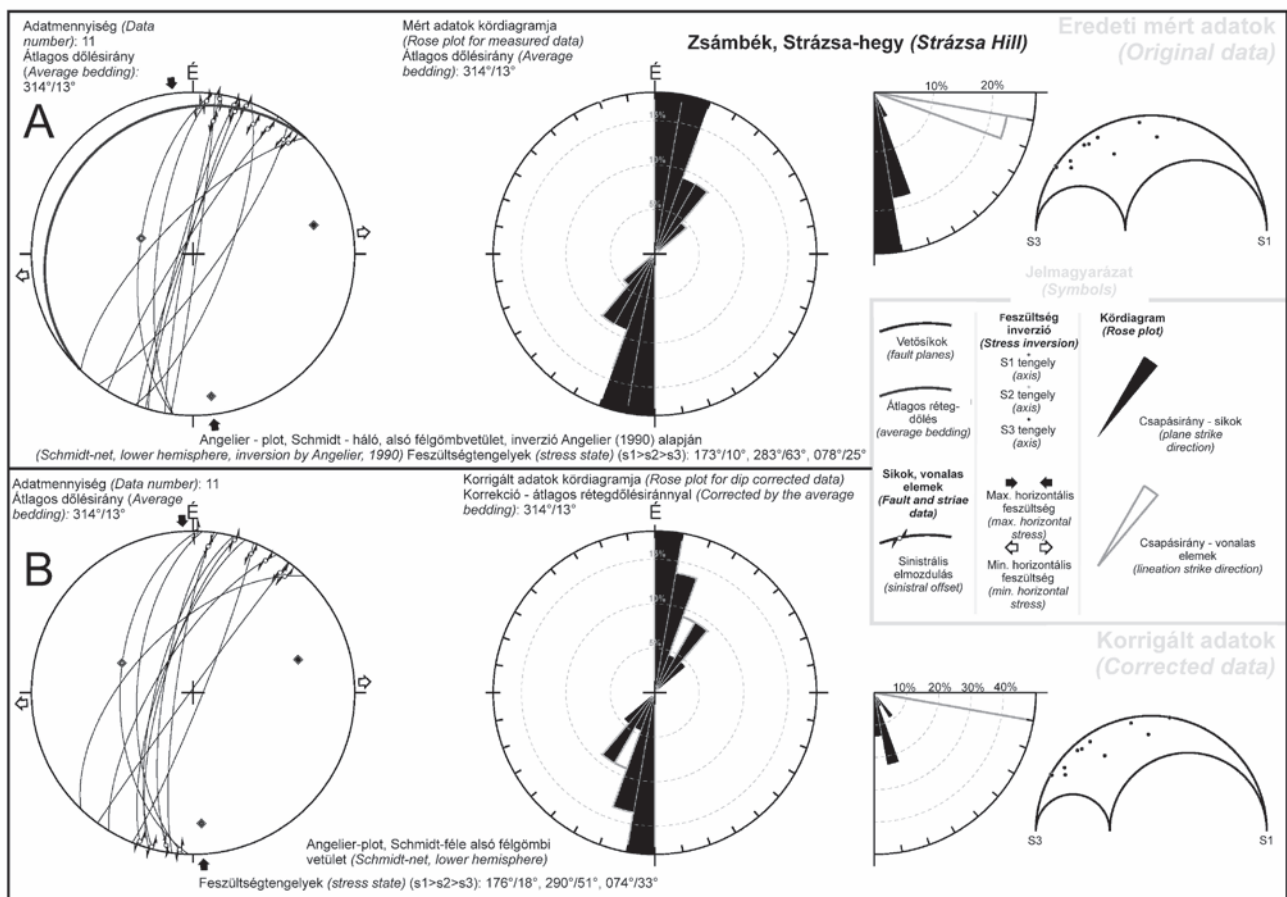 Adatmennyiség (Data
number): 11
Átlagos dőlésirány
(Average bedding):
314°/13°
Mért adatok kördiagramja
(Rose plot for measured data)
Átlagos dőlésirány (Average
bedding): 314°/13°
Zsámbék, Strázsa-hegy (Strázsa Hill)
Eredeti mért adatok
(Original data)
A
É
É
5%
10%
15%
10%
20%
S3
S1
Angelier - plot, Schmidt - háló, alsó félgömbvetület, inverzió Angelier (1990) alapján
(Schmidt-net, lower hemisphere, inversion by Angelier, 1990) Feszültségtengelyek (stress state) (s1>s2>s3): 173°/10°, 283°/63°, 078°/25°
Jelmagyarázat
(Symbols)
Vetősíkok
(fault planes)
Átlagos réteg-
dőlés
(average bedding)
Síkok, vonalas
elemek
(Fault and striae
data)
Sinistrális
elmozdulás
(sinistral offset)
Feszültség
inverzió
(Stress inversion)
S1 tengely
(axis)
S2 tengely
(axis)
S3 tengely
(axis)
Max. horizontális
feszültség
(max. horizontal
stress)
Min. horizontális
feszültség
(min. horizontal
stress)
Kördiagram
(Rose plot)
Csapásirány - síkok
(plane strike
direction)
Csapásirány - vonalas
elemek
(lineation strike direction)
Adatmennyiség (Data number): 11
Átlagos dőlésirány (Average
bedding): 314°/13°
Korrigált adatok kördiagramja (Rose plot for dip corrected data)
Korrekció - átlagos rétegdőlésiránnyal (Corrected by the average
bedding): 314°/13°
Korrigált adatok
(Corrected data)
B
É
É
5%
10%
15%
10%
20%
30%
40%
S3
S1
Angelier-plot, Schmidt-féle alsó félgömbi
vetület (Schmidt-net, lower hemisphere)
Feszültségtengelyek (stress state) (s1>s2>s3): 176°/18°, 290°/51°, 074°/33°